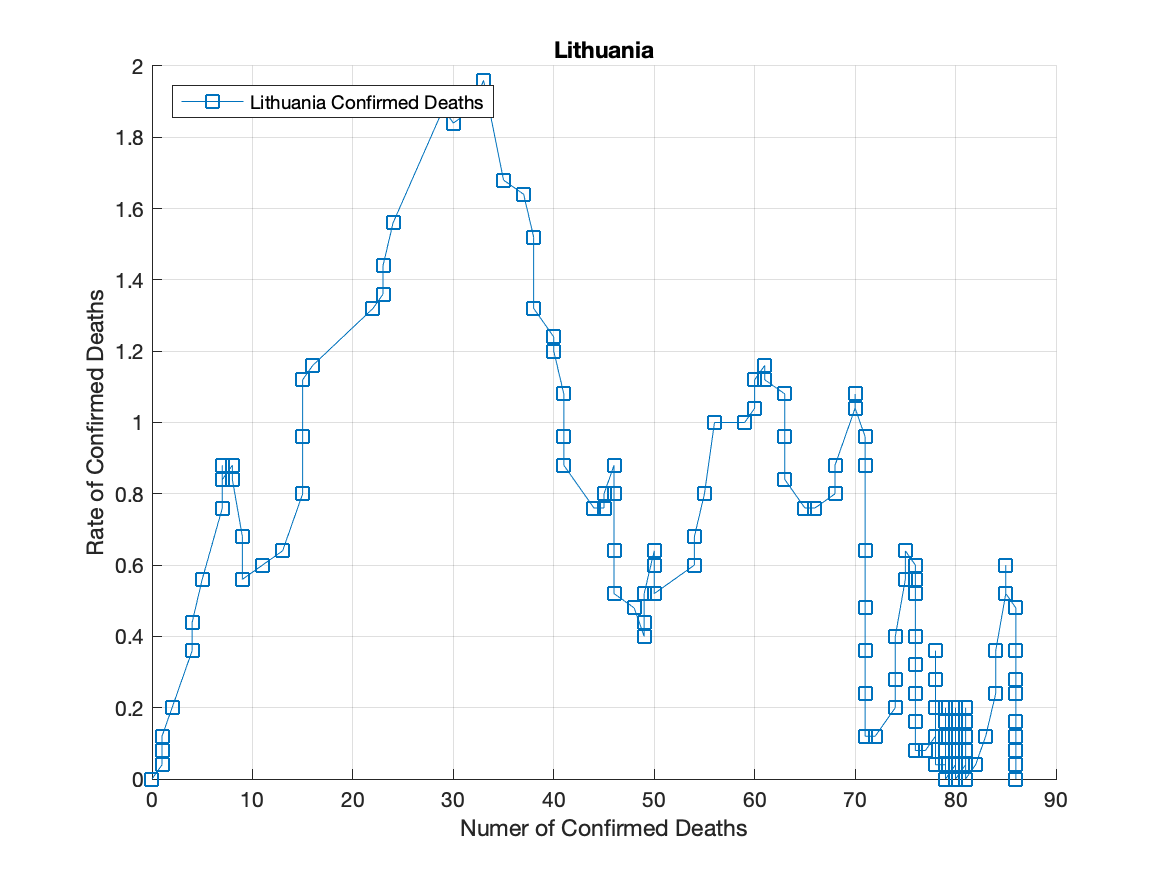 Lithuania
Lithuania Confirmed Deaths
2
1.8
1.6
1.4
1.2
1
0.8
0.6
0.4
0.2
0
Rate of Confirmed Deaths
0 10 20 30 40 50 60 70 80 90
Numer of Confirmed Deaths